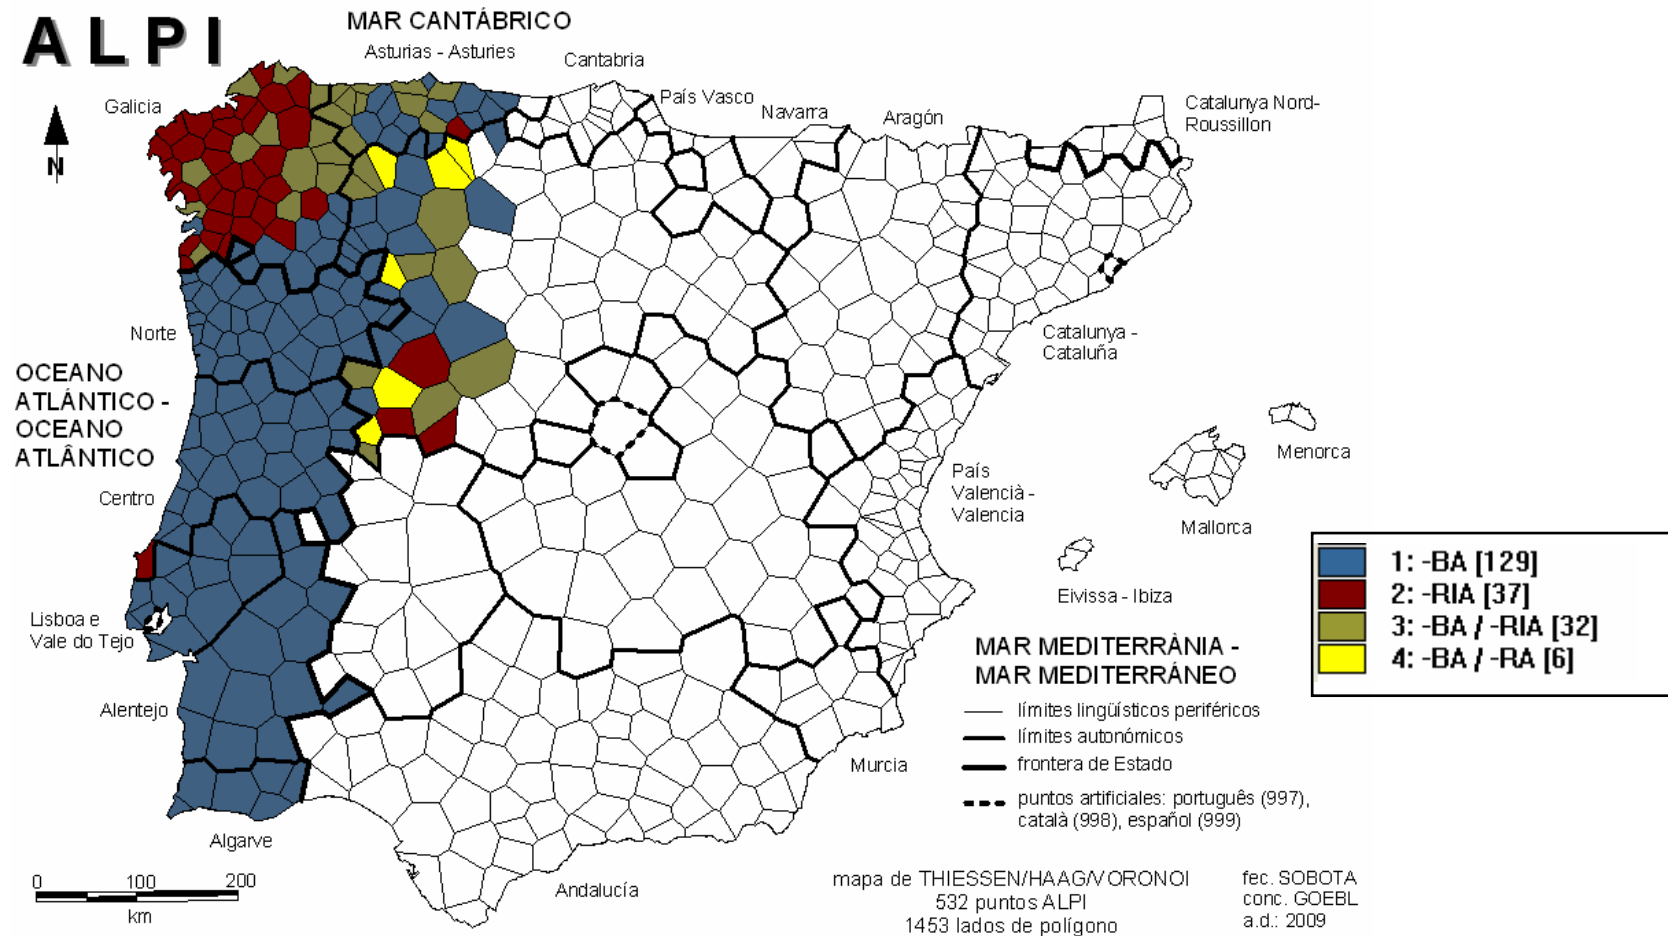 ALPI
MAR CANTÁBRICO
Asturias - Asturies
Cantabria
País Vasco
Navarra
Aragón
Catalunya Nord-
Roussillon
Galicia
N
Norte
OCEANO
ATLÁNTICO -
OCEANO
ATLÂNTICO
Centro
Lisboa e
Vale do Tejo
Alentejo
Algarve
Catalunya -
Cataluña
Menorca
Mallorca
País
Valencià -
Valencia
Eivissa - Ibiza
1: -BA [129]
2: -RIA [37]
3: -BA / -RIA [32]
4: -BA / -RA [6]
MAR MEDITERRÀNIA -
MAR MEDITERRÁNEO
límites lingüísticos periféricos
límites autonómicos
frontera de Estado
puntos artificiales: português (997),
català (998), español (999)
Murcia
Andalucía
0 100 200
km
mapa de THIESSEN/HAAG/VORONOI
532 puntos ALPI
1453 lados de polígono
fec. SOBOTA
conc. GOEBL
a.d.: 2009